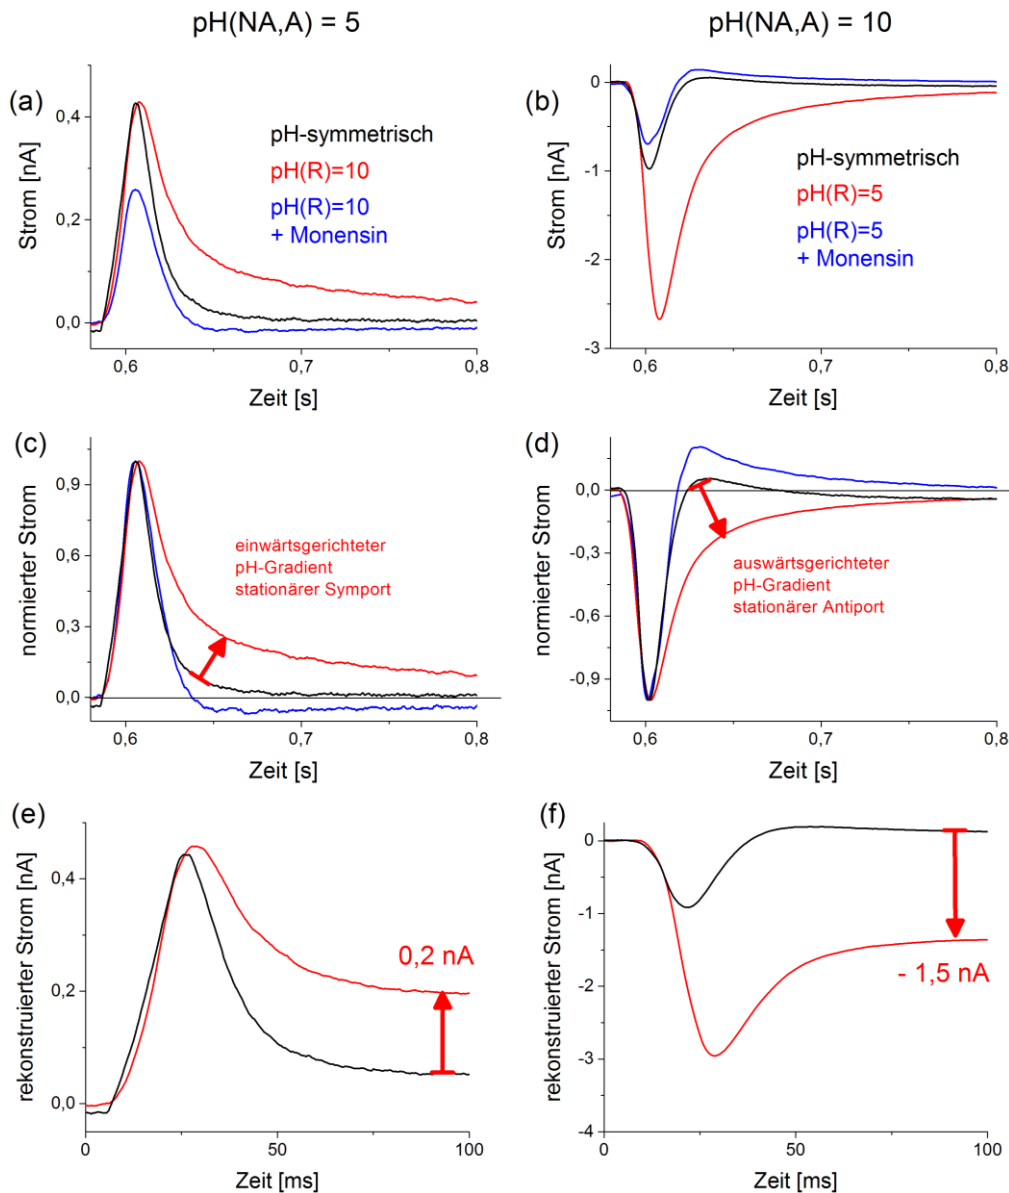 pH(NA,A) = 5
pH(NA,A) = 10
(a)
Strom [nA]
0,4
0,2
0,0
pH-symmetrisch
pH(R)=10
pH(R)=10
+ Monensin
0,6
0,7
0,8
Zeit [s]
(b)
Strom [nA]
0
-1
-2
-3
pH-symmetrisch
pH(R)=5
pH(R)=5
+ Monensin
0,6
0,7
0,8
Zeit [s]
(c)
normierter Strom
0,9
0,6
0,3
0,0
einwärtsgerichteter
pH-Gradient
stationärer Symport
0,6
0,7
0,8
Zeit [s]
(d)
normierter Strom
0,0
-0,3
-0,6
-0,9
auswärtsgerichteter
pH-Gradient
stationärer Antiport
0,6
0,7
0,8
Zeit [s]
(e)
rekonstruierter Strom [nA]
0,4
0,2
0,0
0,2 nA
0
50
100
Zeit [ms]
(f)
rekonstruierter Strom [nA]
0
-1
-2
-3
-4
- 1,5 nA
0
50
100
Zeit [ms]